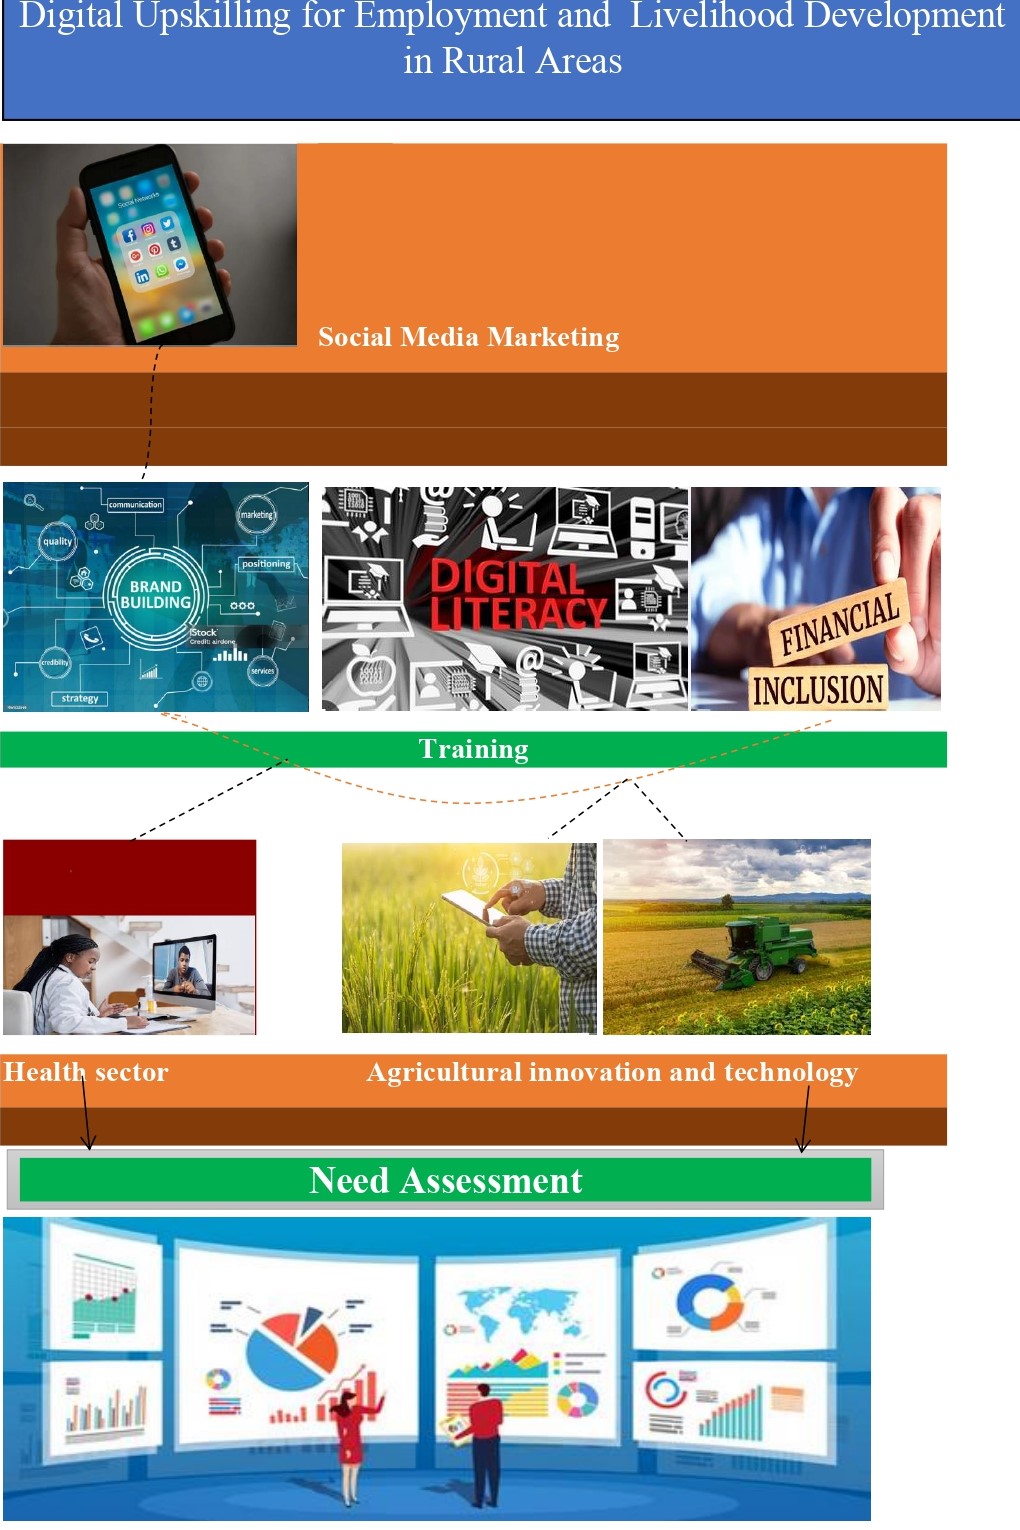 Digital Upskilling for Employment and Livelihood Development
in Rural Areas
Social Networks
Social Media Marketing
communication
marketing
quality
positioning
BRAND
BUILDING
iStock
Credit: airdone
credibility
services
strategy
DIGITAL
LITERACY
@
@
FINANCIAL
INCLUSION
Training
Health sector
Agricultural innovation and technology
Need Assessment